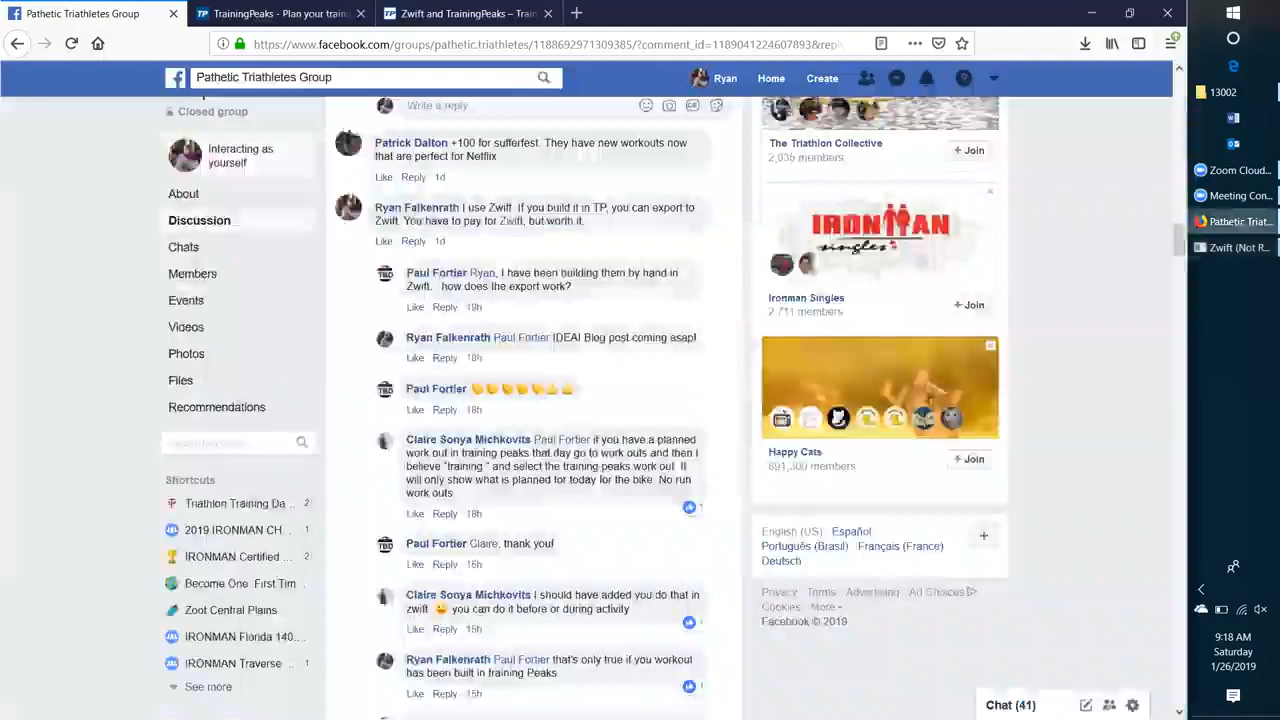 Pathetic Triathletes Group
TrainingPeaks - Plan your traini
Zwift and TrainingPeaks – Train
https://www.facebook.com/groups/pathetic.triathletes/1188692971309385/?comment_id=1189041224607893&repl
Pathetic Triathletes Group
Ryan
Home
Create
Closed group
Interacting as
yourself
About
Discussion
Chats
Members
Events
Videos
Photos
Files
Recommendations
Shortcuts
Triathlon Training Da... 2
2019 IRONMAN CH... 1
IRONMAN Certified ... 2
Become One First Tim
Zoot Central Plains
IRONMAN Florida 140....
IRONMAN Traverse ... 1
See more
Write a reply...
Patrick Dalton +100 for sufferfest. They have new workouts now
that are perfect for Netflix
Like Reply 1d
Ryan Falkenrath I use Zwift. If you built it in TP, you can export to
Zwift. You have to pay for Zwift, but worth it.
Like Reply 1d
Paul Fortier Ryan, I have been building them by hand in
Zwift. how does the export work?
Like Reply 19h
Ryan Falkenrath Paul Fortier IDEA! Blog post coming asap!
Like Reply 18h
Paul Fortier 👏👏👏👏👏👏👏
Like Reply 18h
Claire Sonya Michkovits Paul Fortier if you have a planned
work out in training peaks that day go to work outs and then I
believe "training " and select the training peaks work out. It
will only show what is planned for today for the bike. No run
work outs
1
Like Reply 18h
Paul Fortier Claire, thank you!
Like Reply 15h
Claire Sonya Michkovits I should have added you do that in
zwift 😀 you can do it before or during activity
1
Like Reply 15h
Ryan Falkenrath Paul Fortier that's only true if you workout
has been built in training Peaks
1
Like Reply 15h
The Triathlon Collective
2,035 members
+ Join
IRONMAN
singles
Ironman Singles
2,711 members
+ Join
Happy Cats
691,300 members
+ Join
English (US) Español
Português (Brasil) Français (France)
Deutsch
+
Privacy Terms Advertising Ad Choices
Cookies More
Facebook © 2019
Chat (41)
13002
Zoom Cloud...
Meeting Con...
Pathetic Triat...
Zwift (Not R...
9:18 AM
Saturday
1/26/2019